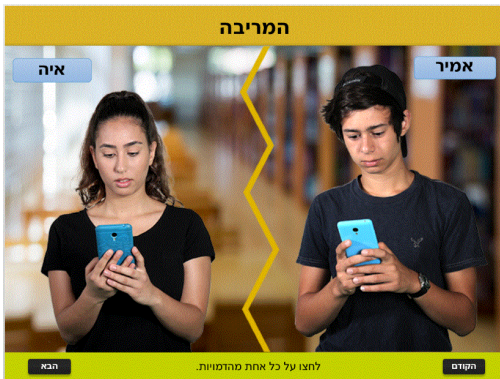 המריבה
אמיר
איה
לחצו על כל אחת מהדמויות.
הקודם
הבא